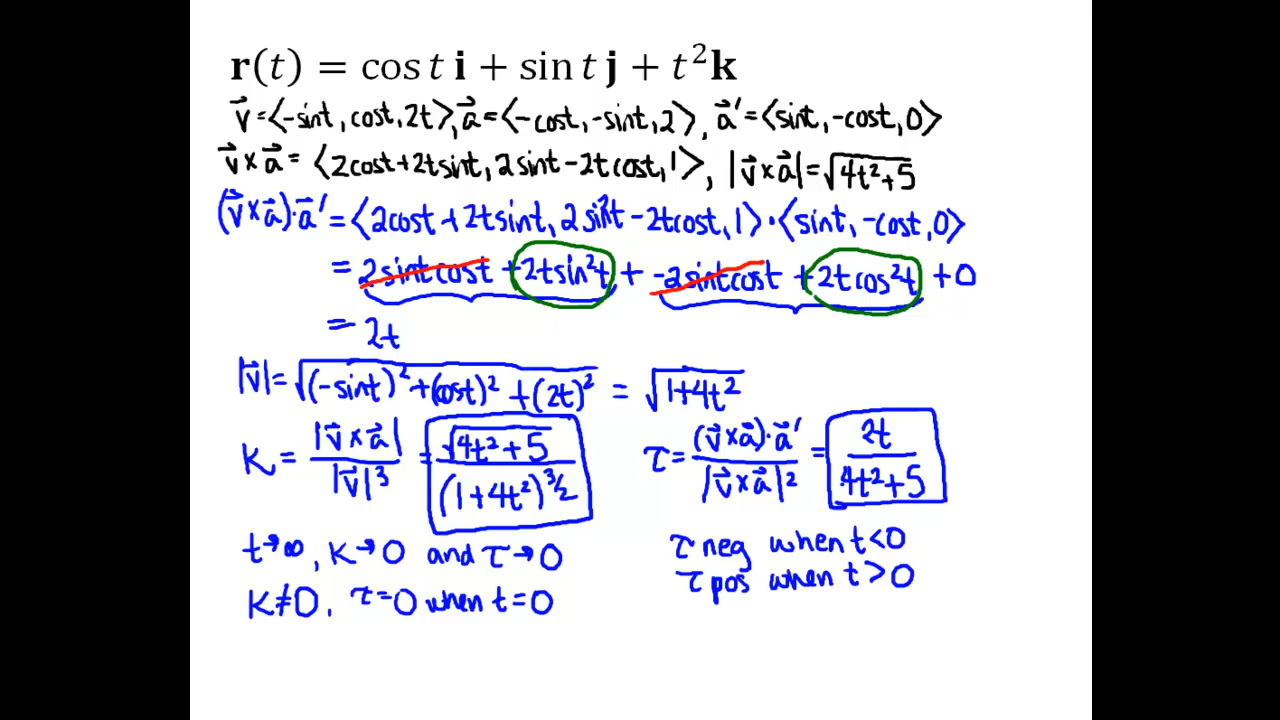 r(t) = cos t i + sin t j + t²k
v⃗ = ⟨-sint, cost, 2t⟩, a⃗ = ⟨-cost, -sint, 2⟩, a⃗' = ⟨sint, -cost, 0⟩
v⃗ × a⃗ = ⟨2cost + 2tsint, 2sint - 2tcost, 1⟩, |v⃗ × a⃗| = √(4t² + 5)
(v⃗ × a⃗) · a⃗' = ⟨2cost + 2tsint, 2sint - 2tcost, 1⟩ · ⟨sint, -cost, 0⟩
= 2sintcost + 2tsin²t + -2sintcost + 2tcos²t + 0
= 2t
|v⃗| = √((-sint)² + (cost)² + (2t)²) = √(1+4t²)
K = |v⃗ × a⃗| / |v⃗|³ = √(4t² + 5) / (1+4t²)^(3/2)
τ = (v⃗ × a⃗) · a⃗' / |v⃗ × a⃗|² = 2t / (4t² + 5)
t → ∞, K → 0 and τ → 0
K ≠ 0, τ = 0 when t = 0
τ neg when t < 0
τ pos when t > 0